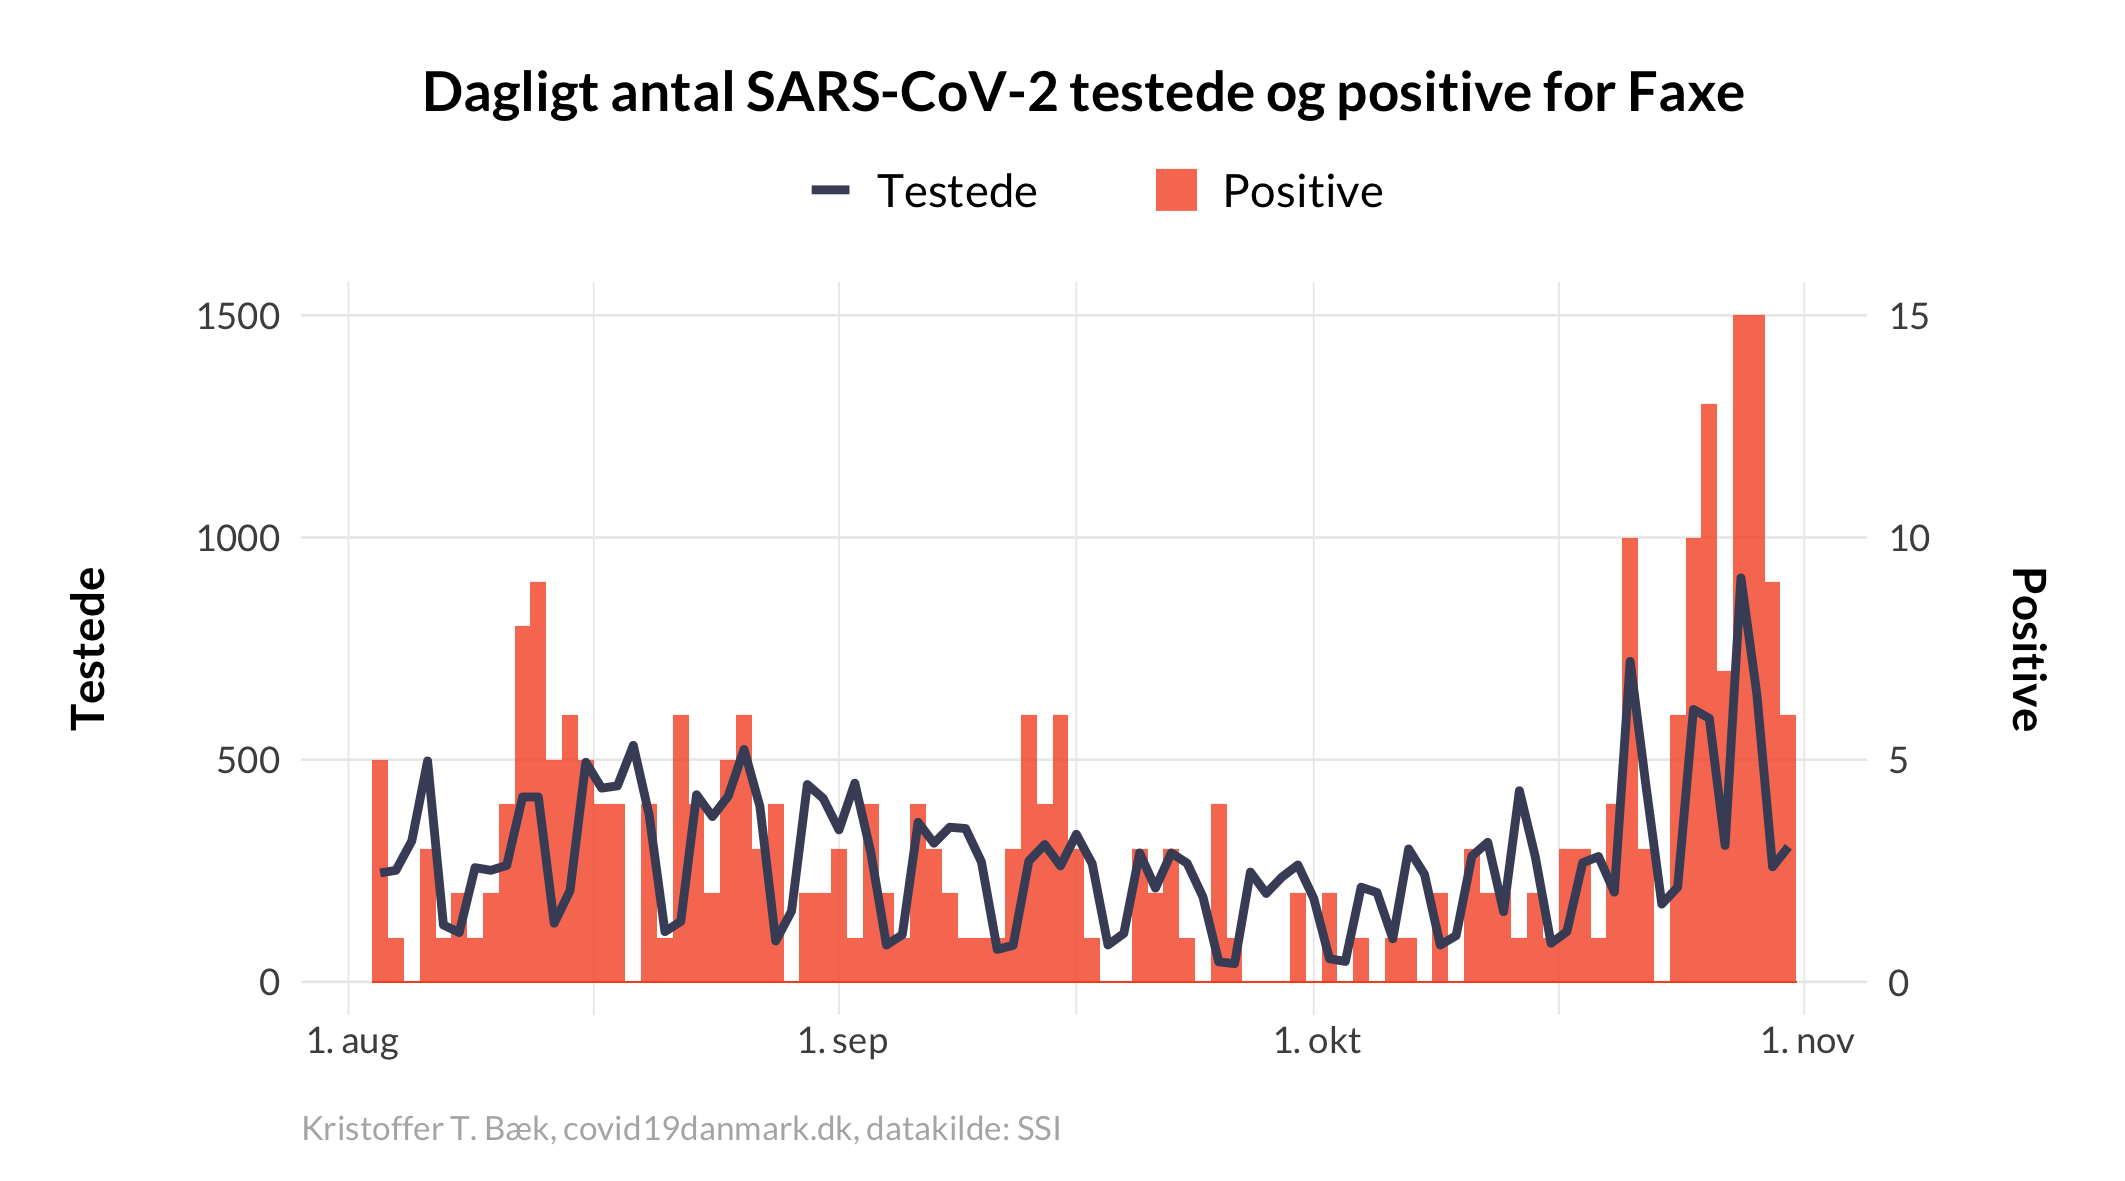 Dagligt antal SARS-CoV-2 testede og positive for Faxe
Testede
Positive
1500
1000
500
0
Testede
15
10
5
0
Positive
1. aug
1. sep
1. okt
1. nov
Kristoffer T. Bæk, covid19danmark.dk, datakilde: SSI